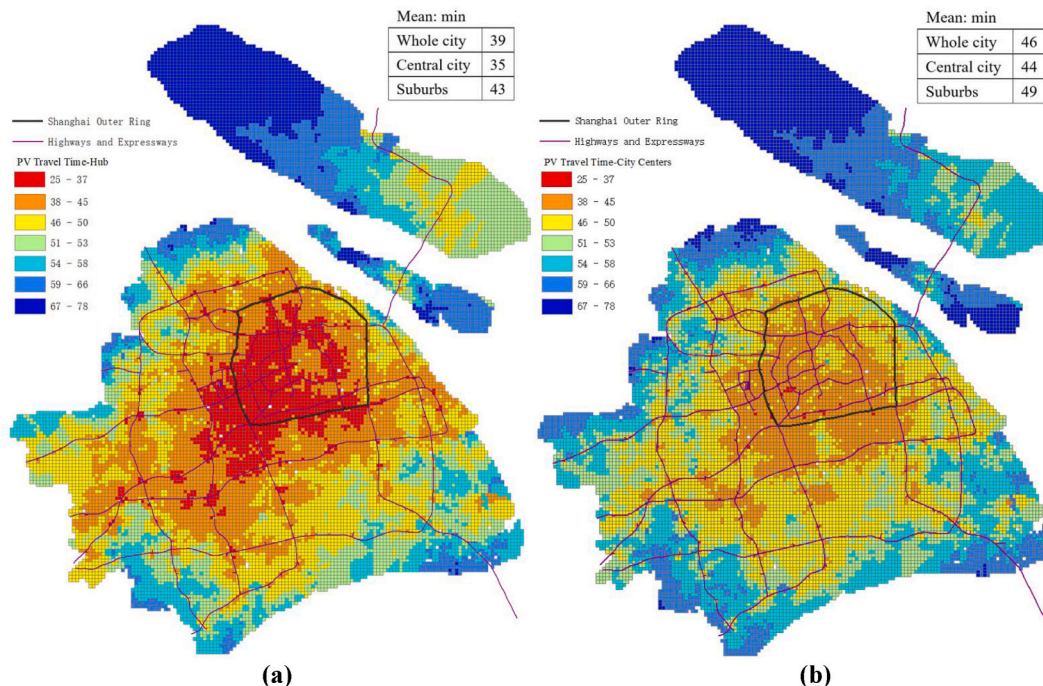 Mean: min
Whole city 39
Central city 35
Suburbs 43
Shanghai Outer Ring
Highways and Expressways
PV Travel Time-Hub
25 - 37
38 - 45
46 - 50
51 - 53
54 - 58
59 - 66
67 - 78
(a)
Mean: min
Whole city 46
Central city 44
Suburbs 49
Shanghai Outer Ring
Highways and Expressways
PV Travel Time-City Centers
25 - 37
38 - 45
46 - 50
51 - 53
54 - 58
59 - 66
67 - 78
(b)